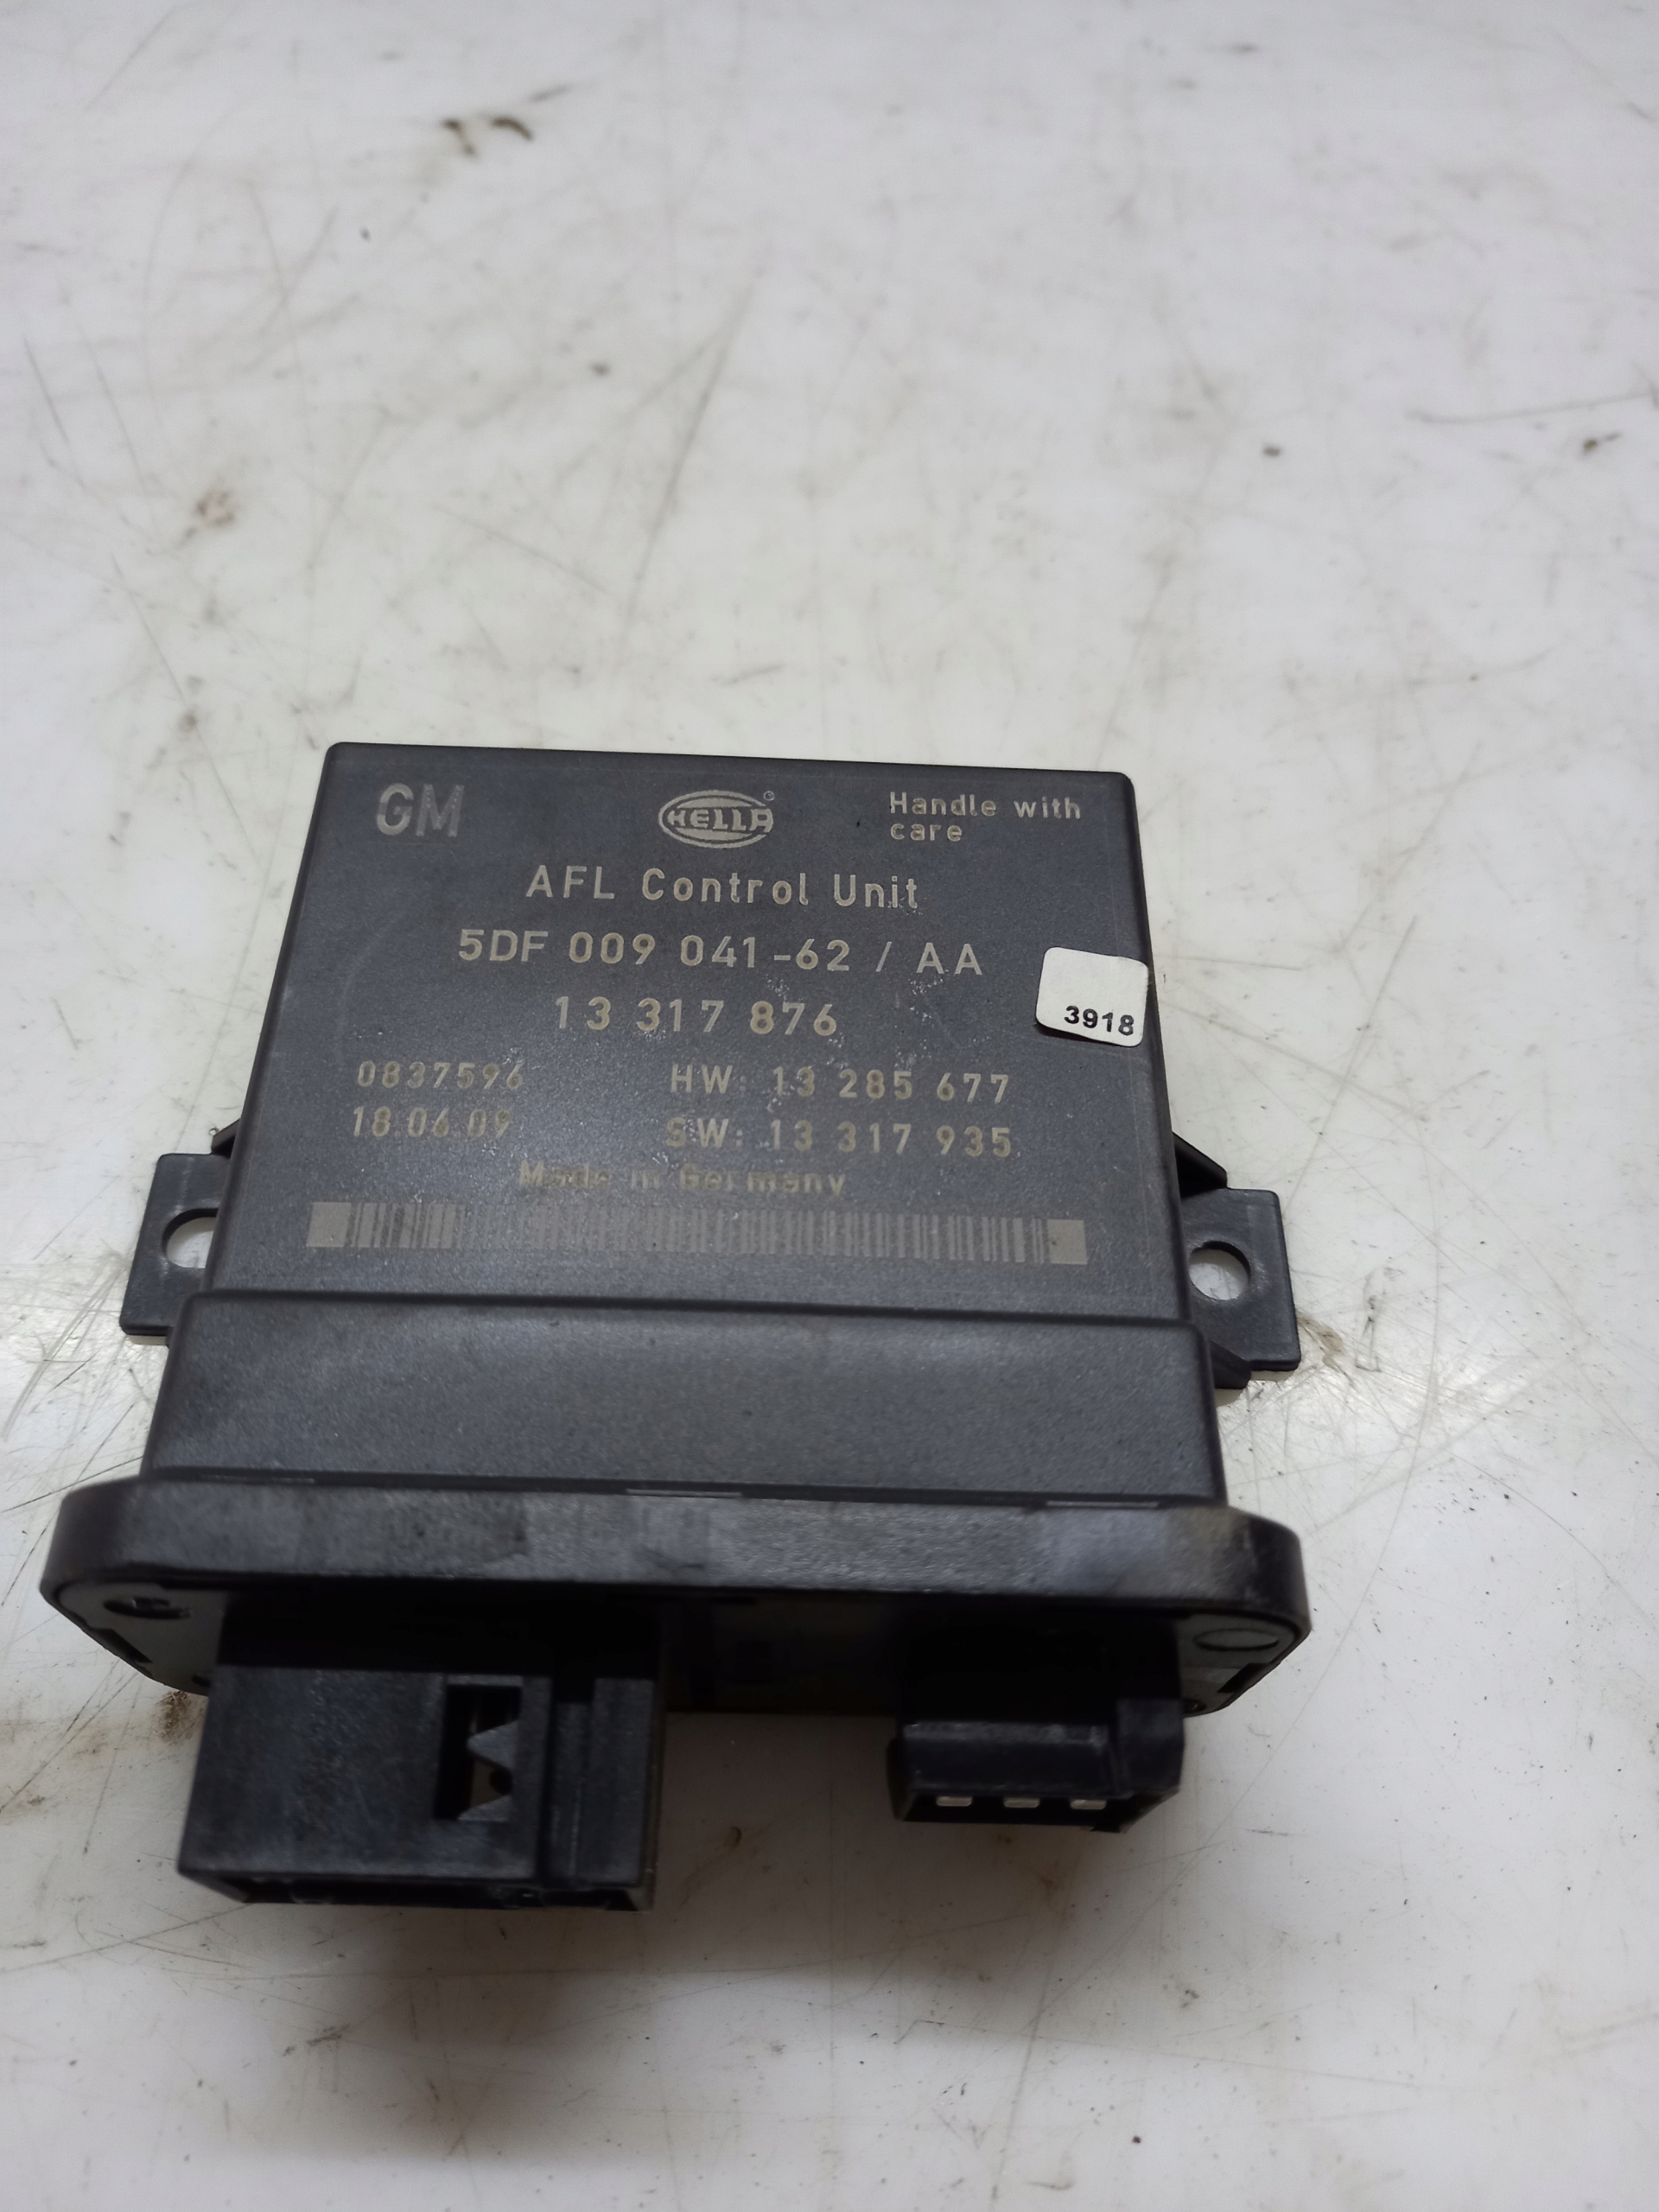 GM
HELLA
Handle with
care
AFL Control Unit
5DF 009 041-62 / AA
13 317 876
3918
0837596
HW: 13 285 677
18.06.09
SW: 13 317 935
Made in Germany